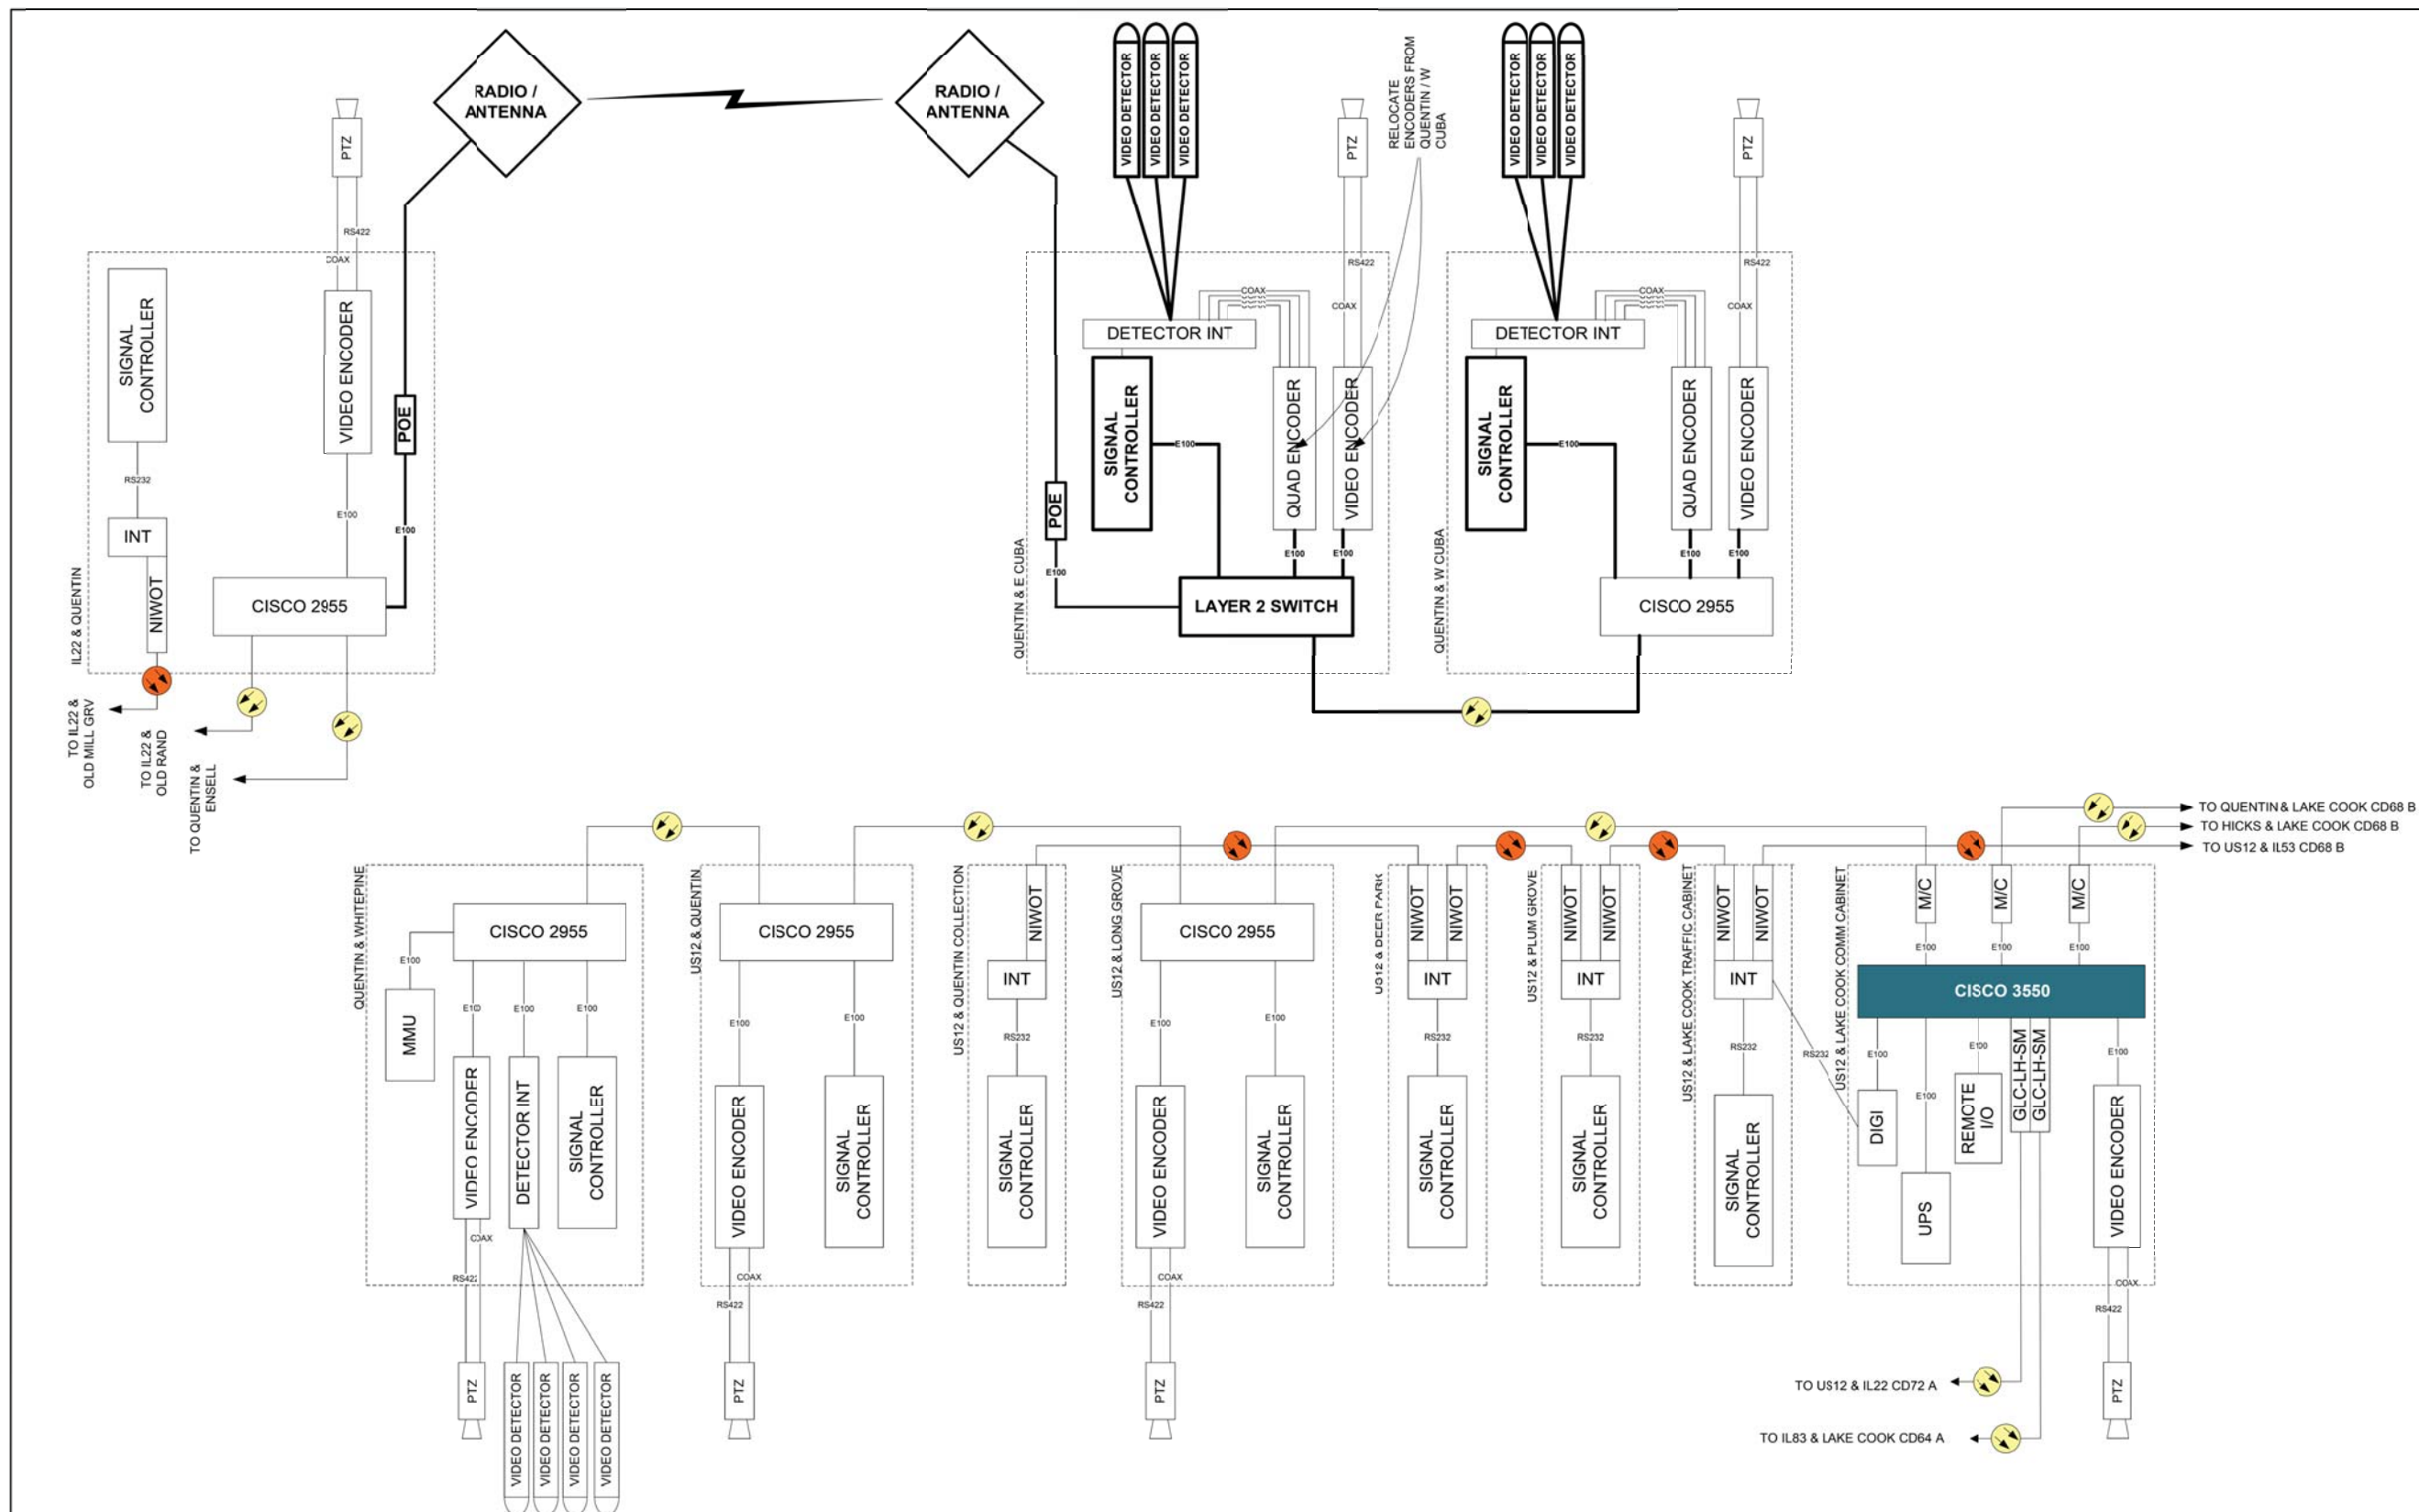 RADIO /
ANTENNA
RADIO /
ANTENNA
VIDEO DETECTOR
VIDEO DETECTOR
VIDEO DETECTOR
RELOCATE
ENCODERS FROM
QUENTIN / W
CUBA
VIDEO DETECTOR
VIDEO DETECTOR
VIDEO DETECTOR
PTZ
PTZ
PTZ
RS422
COAX
SIGNAL
CONTROLLER
VIDEO ENCODER
POE
RS232
E100
E100
INT
NIWOT
CISCO 2955
IL22 & QUENTIN
TO IL22 &
OLD MILL GRV
TO IL22 &
OLD RAND
TO QUENTIN &
ENSELL
RS422
COAX
COAX
DETECTOR INT
SIGNAL
CONTROLLER
E100
QUAD ENCODER
VIDEO ENCODER
POE
E100
E100
E100
LAYER 2 SWITCH
QUENTIN & E CUBA
RS422
COAX
COAX
DETECTOR INT
SIGNAL
CONTROLLER
E100
QUAD ENCODER
VIDEO ENCODER
E100
E100
CISCO 2955
QUENTIN & W CUBA
TO QUENTIN & LAKE COOK CD68 B
TO HICKS & LAKE COOK CD68 B
TO US12 & IL53 CD68 B
QUENTIN & WHITEPINE
CISCO 2955
E100
MMU
E100
E100
E100
VIDEO ENCODER
DETECTOR INT
SIGNAL
CONTROLLER
COAX
RS422
PTZ
VIDEO DETECTOR
VIDEO DETECTOR
VIDEO DETECTOR
VIDEO DETECTOR
US12 & QUENTIN
CISCO 2955
E100
E100
VIDEO ENCODER
SIGNAL
CONTROLLER
COAX
RS422
PTZ
US12 & QUENTIN COLLECTION
NIWOT
INT
RS232
SIGNAL
CONTROLLER
US12 & LONG GROVE
CISCO 2955
E100
E100
VIDEO ENCODER
SIGNAL
CONTROLLER
COAX
RS422
PTZ
US12 & DEER PARK
NIWOT
NIWOT
INT
RS232
SIGNAL
CONTROLLER
US12 & PLUM GROVE
NIWOT
NIWOT
INT
RS232
SIGNAL
CONTROLLER
US12 & LAKE COOK TRAFFIC CABINET
NIWOT
NIWOT
INT
RS232
SIGNAL
CONTROLLER
RS232
US12 & LAKE COOK COMM CABINET
M/C
M/C
M/C
E100
E100
E100
CISCO 3550
E100
E100
E100
E100
DIGI
UPS
REMOTE
I/O
GLC-LH-SM
GLC-LH-SM
VIDEO ENCODER
COAX
RS422
PTZ
TO US12 & IL22 CD72 A
TO IL83 & LAKE COOK CD64 A